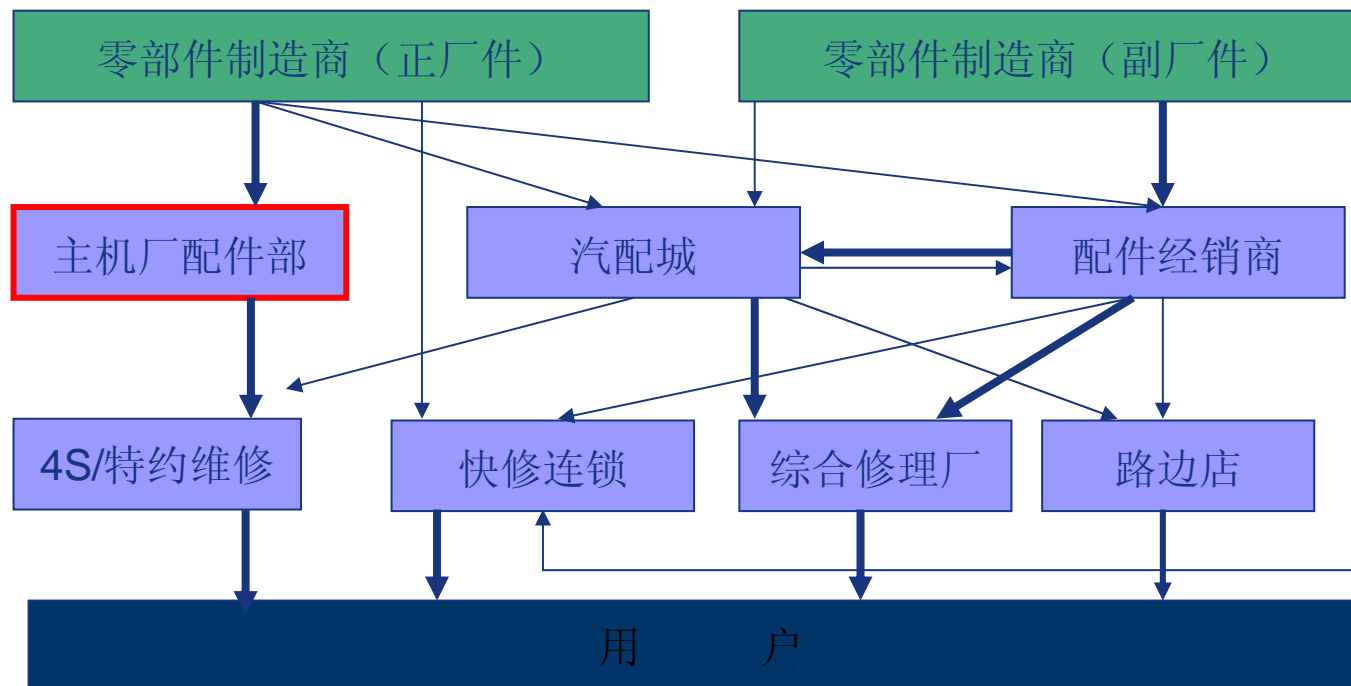 零部件制造商（正厂件）
零部件制造商（副厂件）
主机厂配件部
汽配城
配件经销商
4S/特约维修
快修连锁
综合修理厂
路边店
用 户